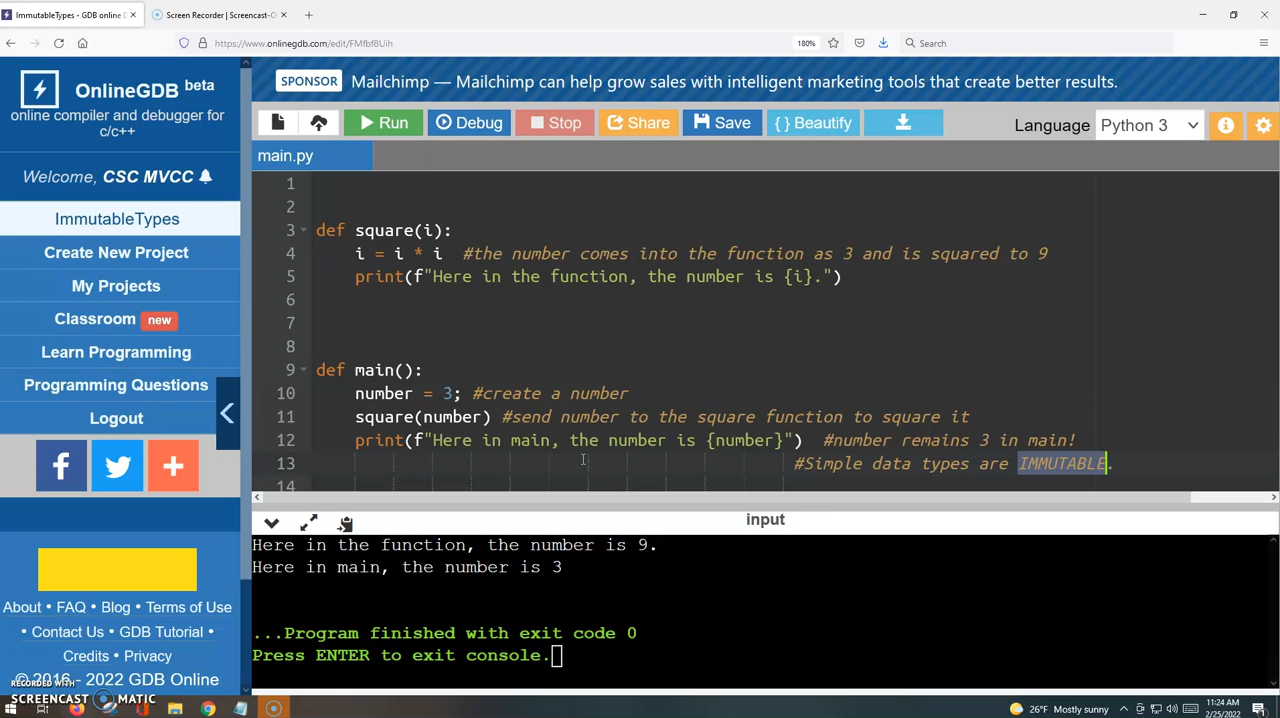 ImmutableTypes - GDB online D
Screen Recorder | Screencast-O
https://www.onlinegdb.com/edit/FMfbf8Uih
180%
Search
OnlineGDB beta
online compiler and debugger for
c/c++
Welcome, CSC MVCC
ImmutableTypes
Create New Project
My Projects
Classroom new
Learn Programming
Programming Questions
Logout
About • FAQ • Blog • Terms of Use
• Contact Us • GDB Tutorial •
Credits • Privacy
© 2016 - 2022 GDB Online
SPONSOR Mailchimp — Mailchimp can help grow sales with intelligent marketing tools that create better results.
Run Debug Stop Share Save { } Beautify Language Python 3
main.py
1
2
3 def square(i):
4 i = i * i #the number comes into the function as 3 and is squared to 9
5 print(f"Here in the function, the number is {i}.")
6
7
8
9 def main():
10 number = 3; #create a number
11 square(number) #send number to the square function to square it
12 print(f"Here in main, the number is {number}") #number remains 3 in main!
13 #Simple data types are IMMUTABLE.
14
input
Here in the function, the number is 9.
Here in main, the number is 3
...Program finished with exit code 0
Press ENTER to exit console.
RECORDED WITH
SCREENCAST MATIC
26°F Mostly sunny
11:24 AM
2/25/2022